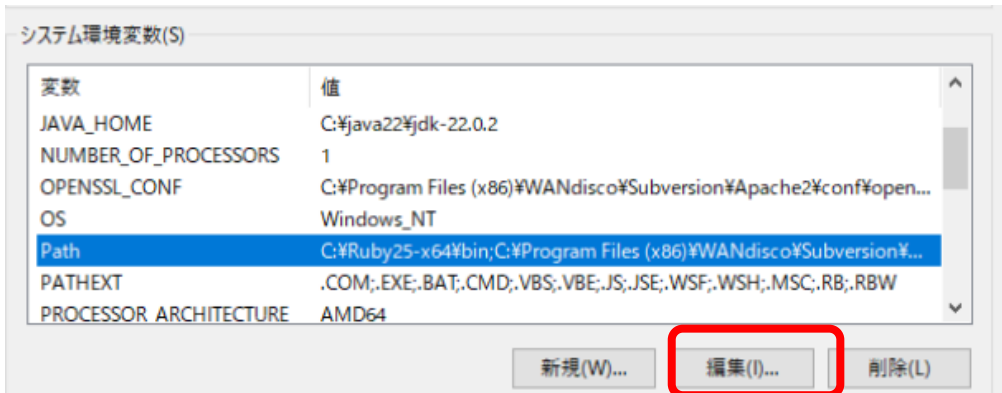 システム環境変数(S)
変数 値
JAVA_HOME C:¥java22¥jdk-22.0.2
NUMBER_OF_PROCESSORS 1
OPENSSL_CONF C:¥Program Files (x86)¥WANdisco¥Subversion¥Apache2¥conf¥open...
OS Windows_NT
Path C:¥Ruby25-x64¥bin;C:¥Program Files (x86)¥WANdisco¥Subversion¥...
PATHEXT .COM;.EXE;.BAT;.CMD;.VBS;.VBE;.JS;.JSE;.WSF;.WSH;.MSC;.RB;.RBW
PROCESSOR_ARCHITECTURE AMD64
新規(W)... 編集(I)... 削除(L)